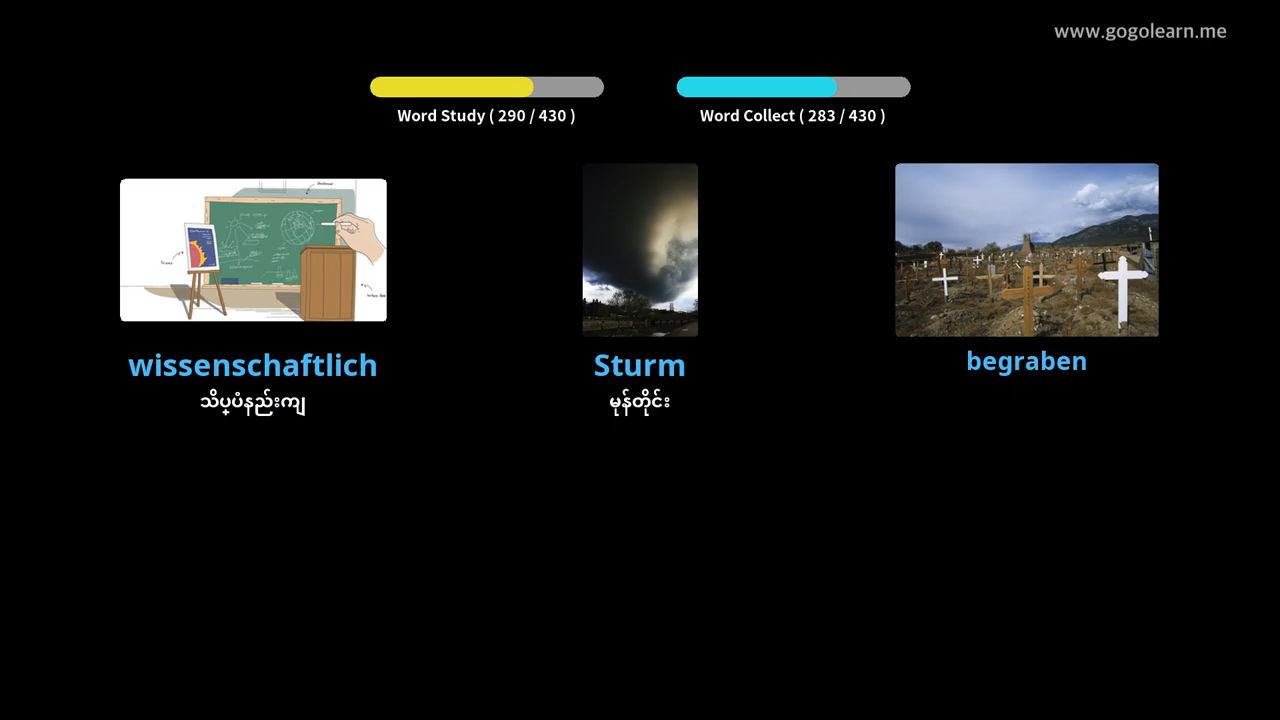 www.gogolearn.me
Word Study ( 290 / 430 )
Word Collect ( 283 / 430 )
wissenschaftlich
သိပ္ပံနည်းကျ
Sturm
မုန်တိုင်း
begraben